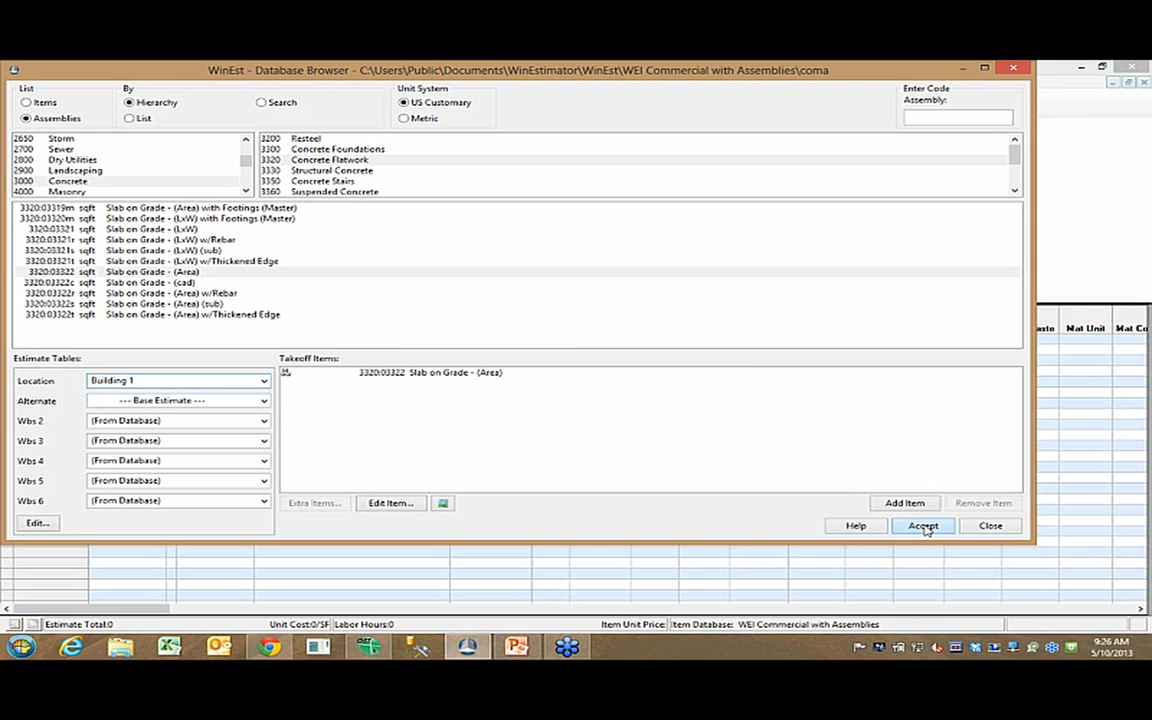 WinEst - Database Browser - C:\Users\Public\Documents\WinEstimator\WinEst\WEI Commercial with Assemblies\coma
List
By
Unit System
Enter Code
Items
Hierarchy
Search
US Customary
Assembly:
Assemblies
List
Metric
2650 Storm
2700 Sewer
2800 Dry Utilities
2900 Landscaping
3000 Concrete
4000 Masonry
3200 Resteel
3300 Concrete Foundations
3320 Concrete Flatwork
3330 Structural Concrete
3350 Concrete Stairs
3360 Suspended Concrete
3320:03319m sqft Slab on Grade - (Area) with Footings (Master)
3320:03320m sqft Slab on Grade - (LxW) with Footings (Master)
3320:03321 sqft Slab on Grade - (LxW)
3320:03321r sqft Slab on Grade - (LxW) w/Rebar
3320:03321s sqft Slab on Grade - (LxW) (sub)
3320:03321t sqft Slab on Grade - (LxW) w/Thickened Edge
3320:03322 sqft Slab on Grade - (Area)
3320:03322c sqft Slab on Grade - (cad)
3320:03322r sqft Slab on Grade - (Area) w/Rebar
3320:03322s sqft Slab on Grade - (Area) (sub)
3320:03322t sqft Slab on Grade - (Area) w/Thickened Edge
Mat Unit
Mat Co
Estimate Tables:
Location Building 1
Alternate --- Base Estimate ---
Wbs 2 (From Database)
Wbs 3 (From Database)
Wbs 4 (From Database)
Wbs 5 (From Database)
Wbs 6 (From Database)
Edit...
Takeoff Items:
3320:03322 Slab on Grade - (Area)
Extra Items...
Edit Item...
Add Item
Remove Item
Help
Accept
Close
Estimate Total:0
Unit Cost:0/SF
Labor Hours:0
Item Unit Price:
Item Database: WEI Commercial with Assemblies
9:26 AM
5/10/2013